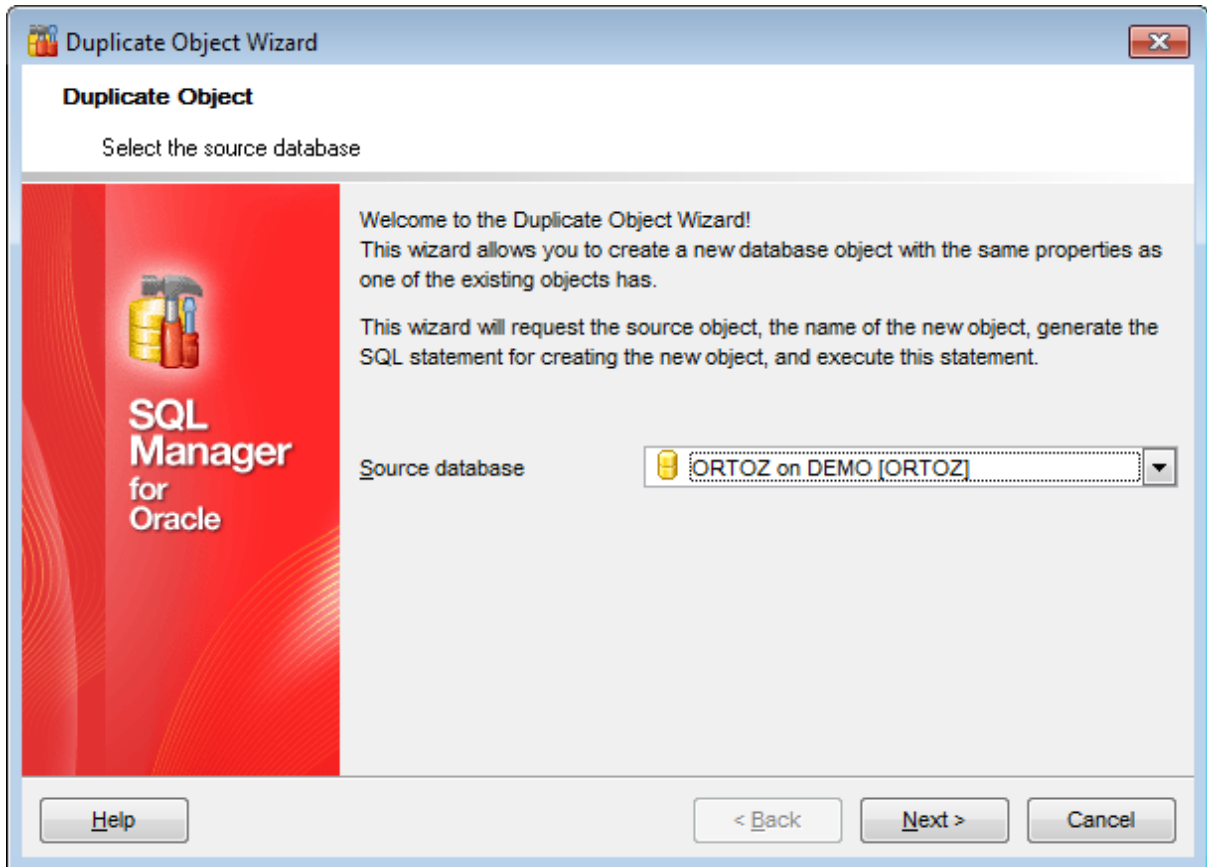 Duplicate Object Wizard
Duplicate Object
Select the source database
Welcome to the Duplicate Object Wizard!
This wizard allows you to create a new database object with the same properties as
one of the existing objects has.
This wizard will request the source object, the name of the new object, generate the
SQL statement for creating the new object, and execute this statement.
SQL
Manager
for
Oracle
Source database
ORTOZ on DEMO [ORTOZ]
Help
< Back
Next >
Cancel